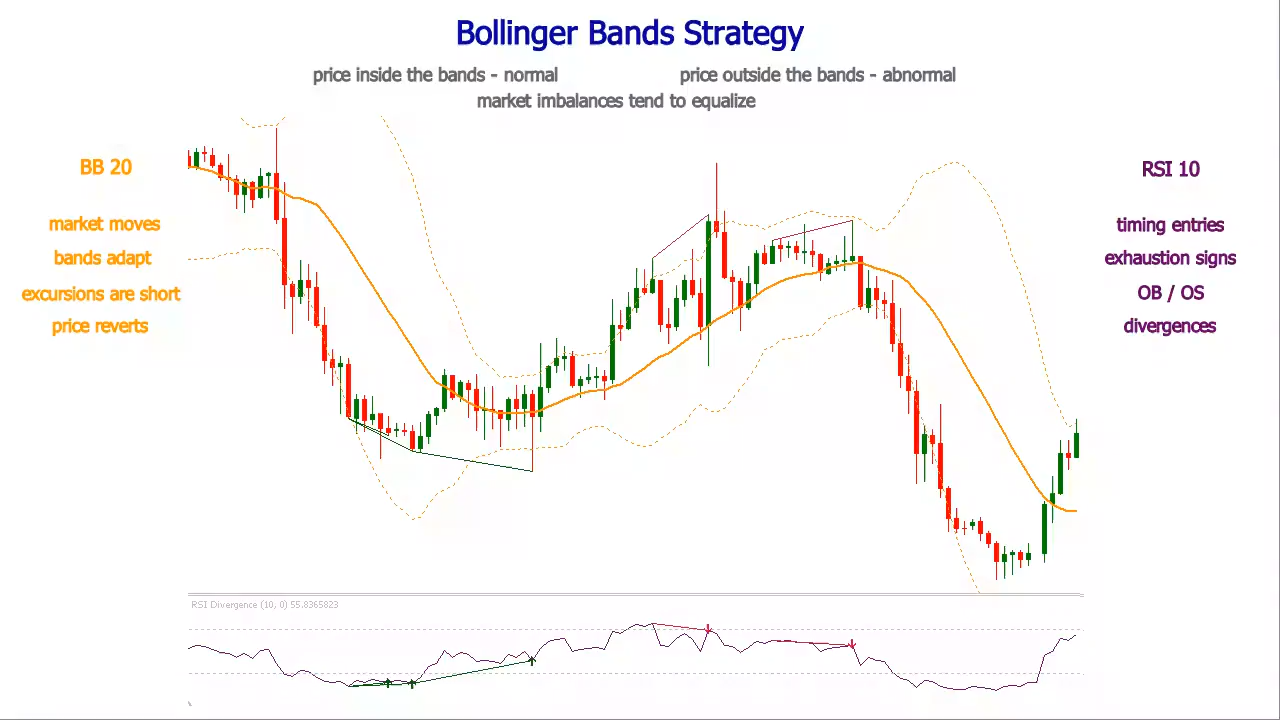 Bollinger Bands Strategy
price inside the bands - normal
price outside the bands - abnormal
market imbalances tend to equalize
BB 20
market moves
bands adapt
excursions are short
price reverts
RSI 10
timing entries
exhaustion signs
OB / OS
divergences
RSI Divergence (10, 0) 55.8365823